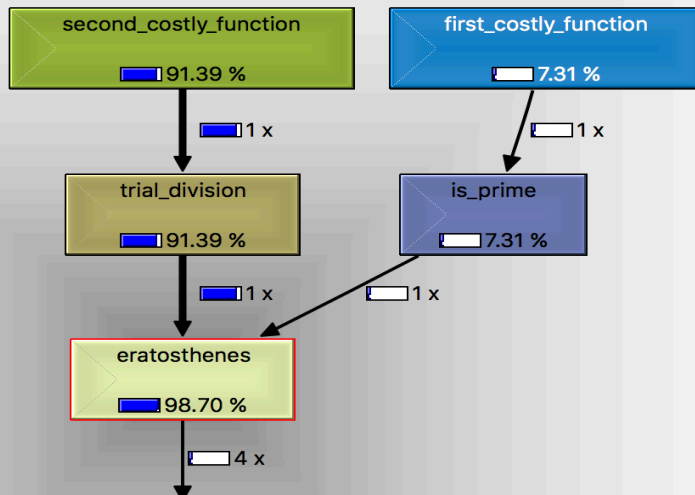 second_costly_function
first_costly_function
91.39 %
7.31 %
1 x
1 x
trial_division
is_prime
91.39 %
7.31 %
1 x
1 x
eratosthenes
98.70 %
4 x